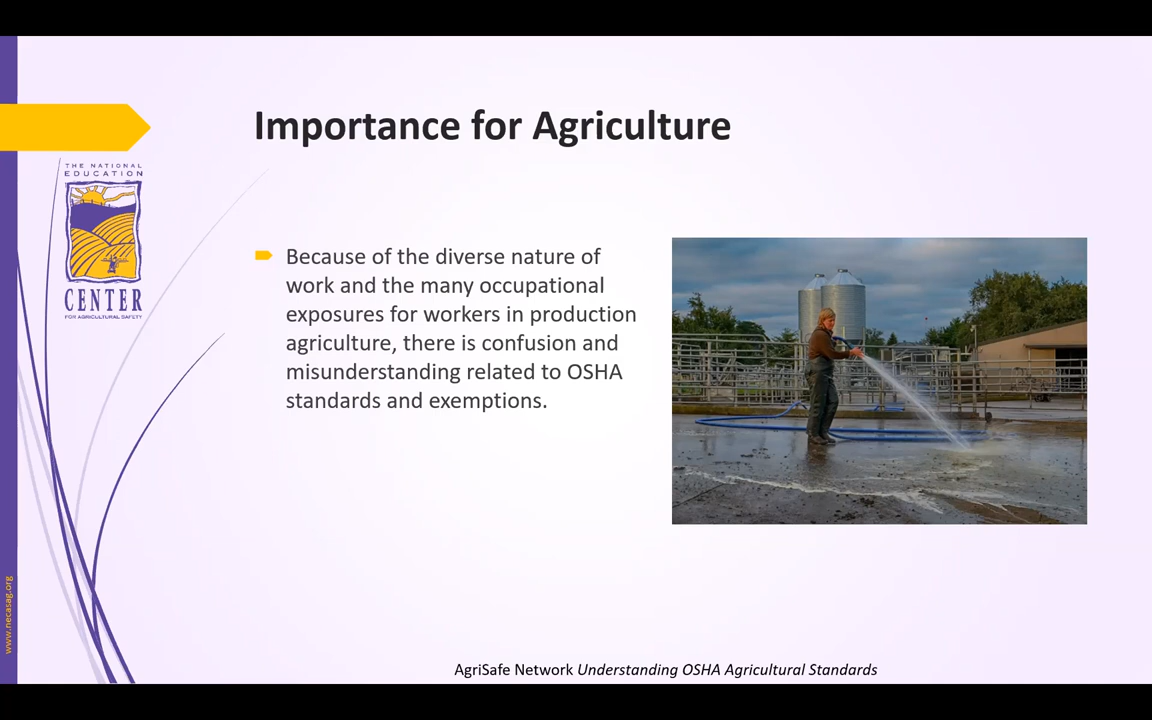 Importance for Agriculture
THE NATIONAL
EDUCATION
CENTER
FOR AGRICULTURAL SAFETY
Because of the diverse nature of
work and the many occupational
exposures for workers in production
agriculture, there is confusion and
misunderstanding related to OSHA
standards and exemptions.
www.necasag.org
AgriSafe Network Understanding OSHA Agricultural Standards